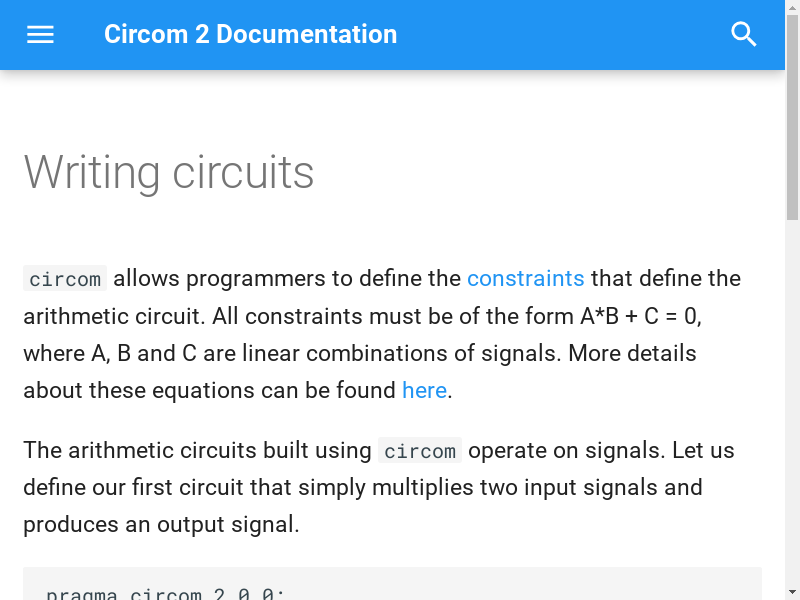 Circom 2 Documentation
Writing circuits
circom allows programmers to define the constraints that define the
arithmetic circuit. All constraints must be of the form A*B + C = 0,
where A, B and C are linear combinations of signals. More details
about these equations can be found here.
The arithmetic circuits built using circom operate on signals. Let us
define our first circuit that simply multiplies two input signals and
produces an output signal.
pragma circom 2.0.0;